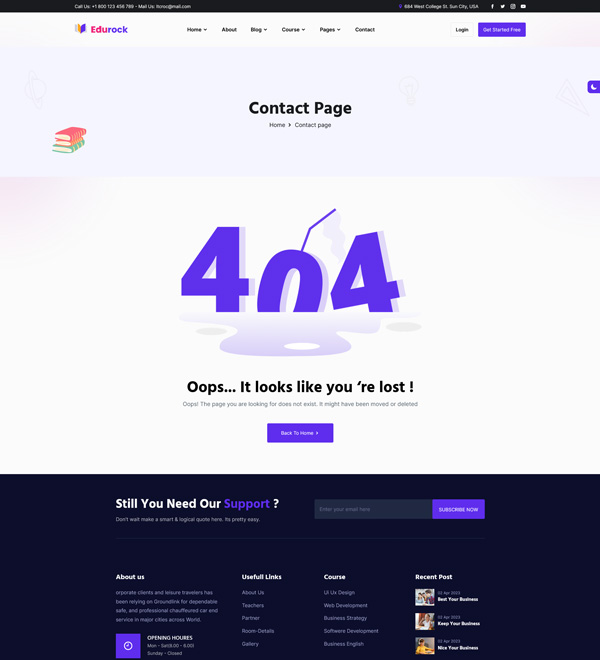 Call Us: +1 800 123 456 789 - Mail Us: Itcroc@mail.com
684 West College St. Sun City, USA
Edurock
Home
About
Blog
Course
Pages
Contact
Login
Get Started Free
Contact Page
Home
Contact page
404
Oops... It looks like you ‘re lost !
Oops! The page you are looking for does not exist. It might have been moved or deleted
Back To Home
Still You Need Our Support ?
Don't wait make a smart & logical quote here. Its pretty easy.
Enter your email here
SUBSCRIBE NOW
About us
orporate clients and leisure travelers has
been relying on Groundlink for dependable
safe, and professional chauffeured car end
service in major cities across World.
OPENING HOURES
Mon - Sat(8.00 - 6.00)
Sunday - Closed
Usefull Links
About Us
Teachers
Partner
Room-Details
Gallery
Course
Ui Ux Design
Web Development
Business Strategy
Software Development
Business English
Recent Post
02 Apr 2023
Best Your Business
02 Apr 2023
Keep Your Business
02 Apr 2023
Nice Your Business